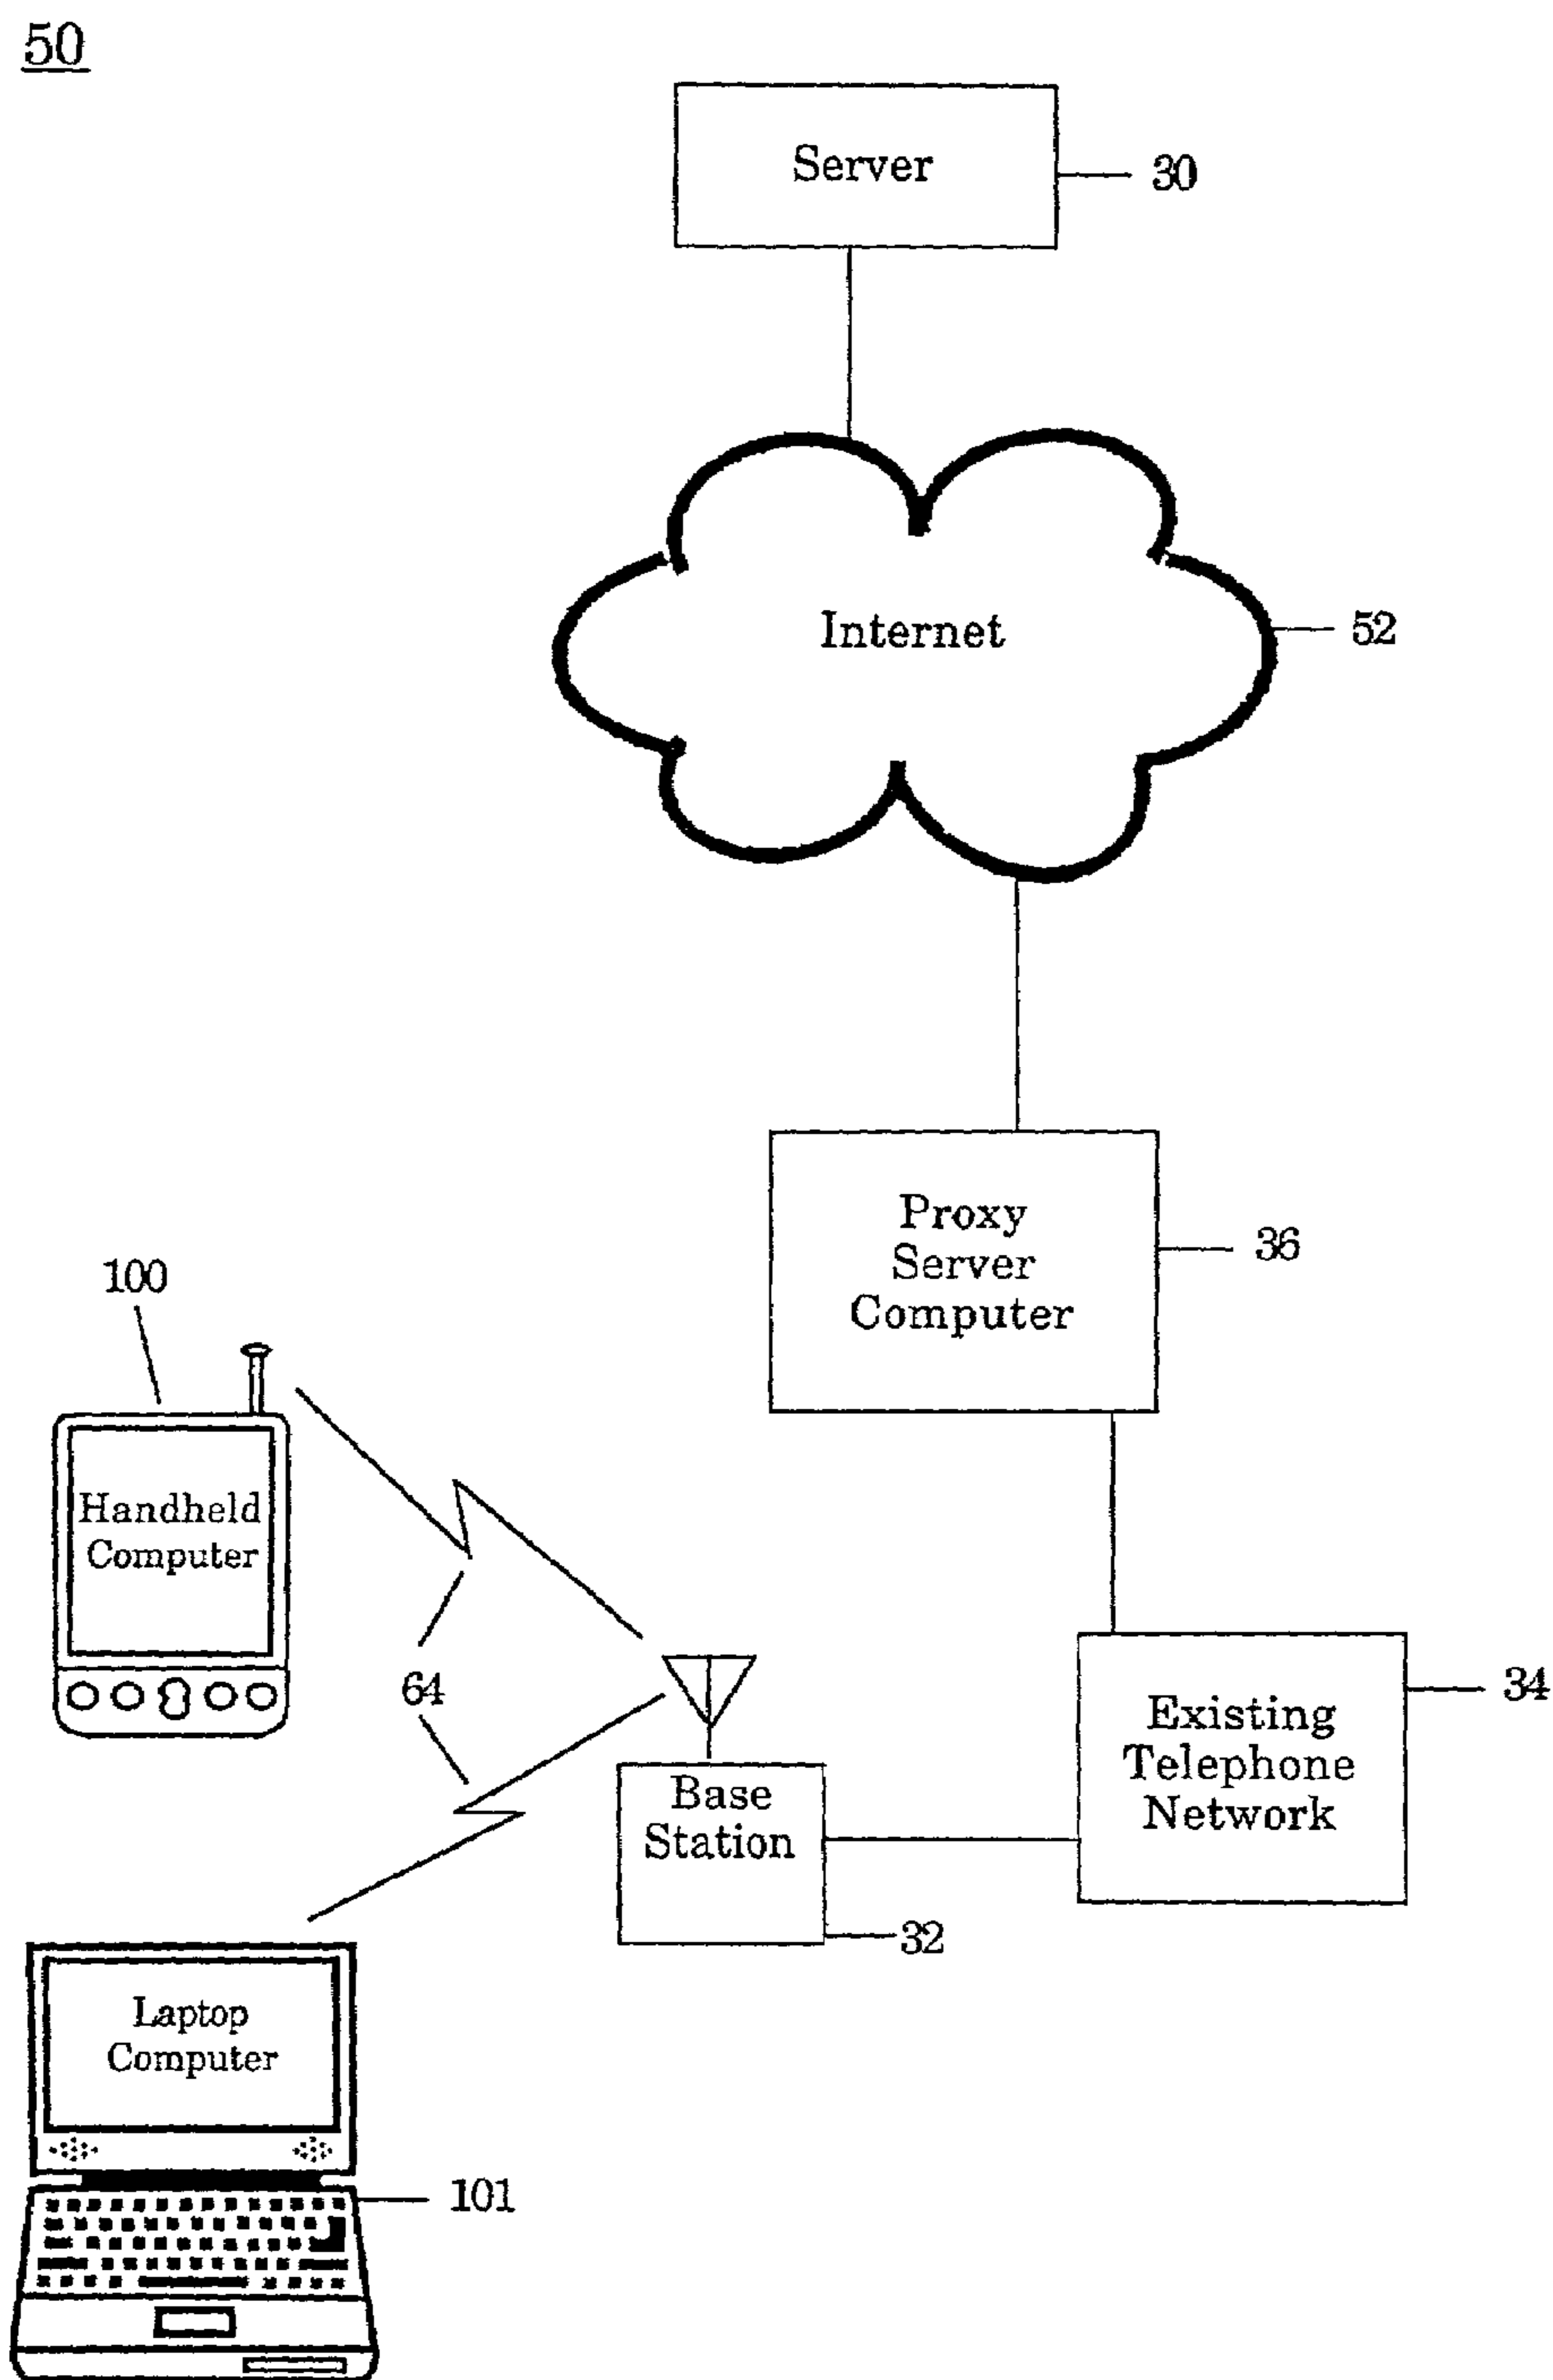 50
Server
30
Internet
52
Proxy
Server
Computer
36
100
Handheld
Computer
64
Existing
Telephone
Network
34
Base
Station
32
Laptop
Computer
101